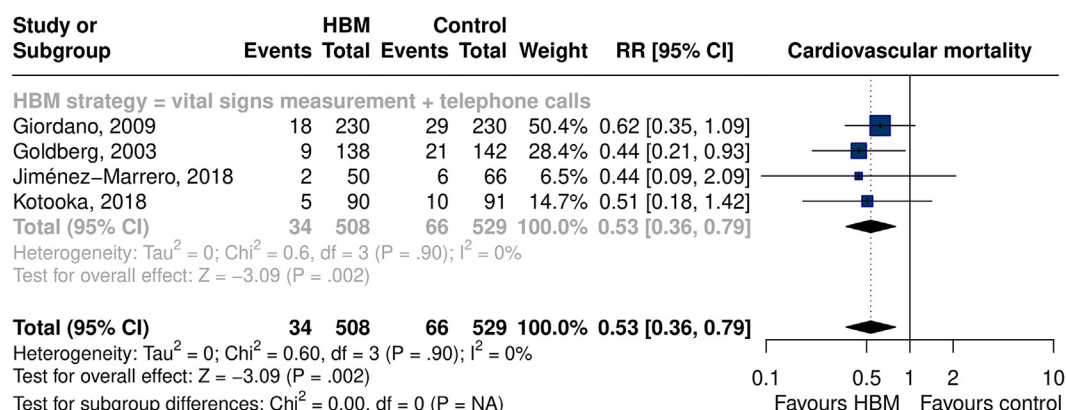 Study or HBM Control
Subgroup Events Total Events Total Weight RR [95% CI] Cardiovascular mortality
HBM strategy = vital signs measurement + telephone calls
Giordano, 2009 18 230 29 230 50.4% 0.62 [0.35, 1.09]
Goldberg, 2003 9 138 21 142 28.4% 0.44 [0.21, 0.93]
Jiménez−Marrero, 2018 2 50 6 66 6.5% 0.44 [0.09, 2.09]
Kotooka, 2018 5 90 10 91 14.7% 0.51 [0.18, 1.42]
Total (95% CI) 34 508 66 529 100.0% 0.53 [0.36, 0.79]
Heterogeneity: Tau² = 0; Chi² = 0.6, df = 3 (P = .90); I² = 0%
Test for overall effect: Z = −3.09 (P = .002)
Total (95% CI) 34 508 66 529 100.0% 0.53 [0.36, 0.79]
Heterogeneity: Tau² = 0; Chi² = 0.60, df = 3 (P = .90); I² = 0%
Test for overall effect: Z = −3.09 (P = .002)
0.1 0.5 1 2 10
Test for subgroup differences: Chi² = 0.00, df = 0 (P = NA) Favours HBM Favours control